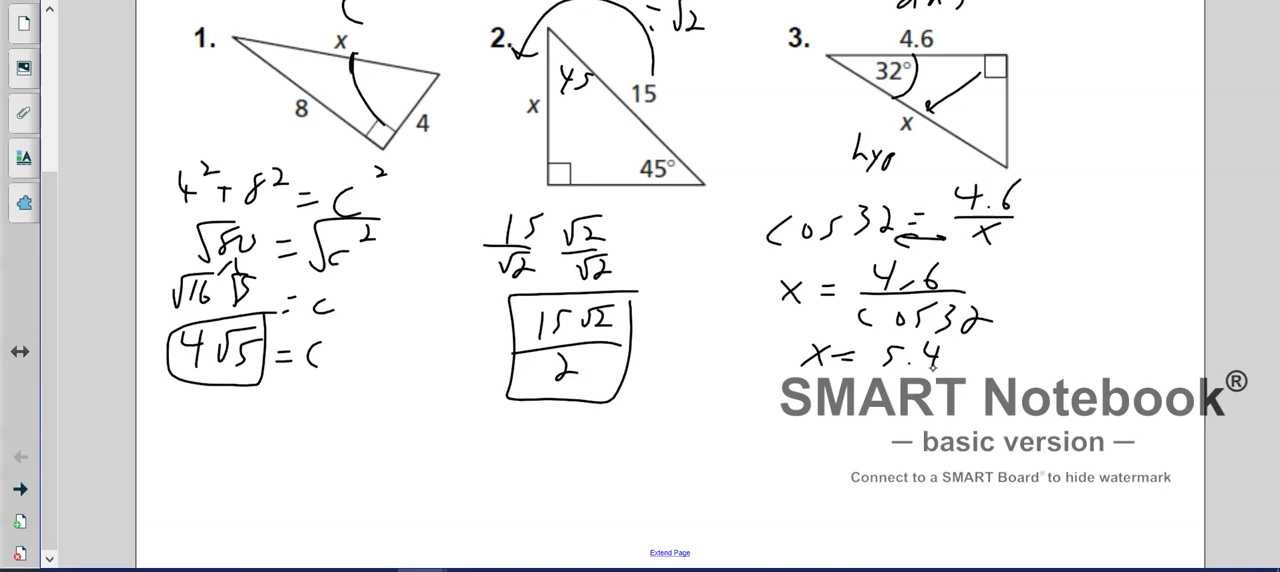 = √2
1.
x
8
4
4² + 8² = c²
√80 = √c²
√16 √5 = c
4√5 = c
2.
45
15
x
45°
15/√2 √2/√2
15√2/2
3.
4.6
32°
x
hyp
cos 32 = 4.6/x
x = 4.6/cos 32
x = 5.4
SMART Notebook®
— basic version —
Connect to a SMART Board® to hide watermark
Extend Page